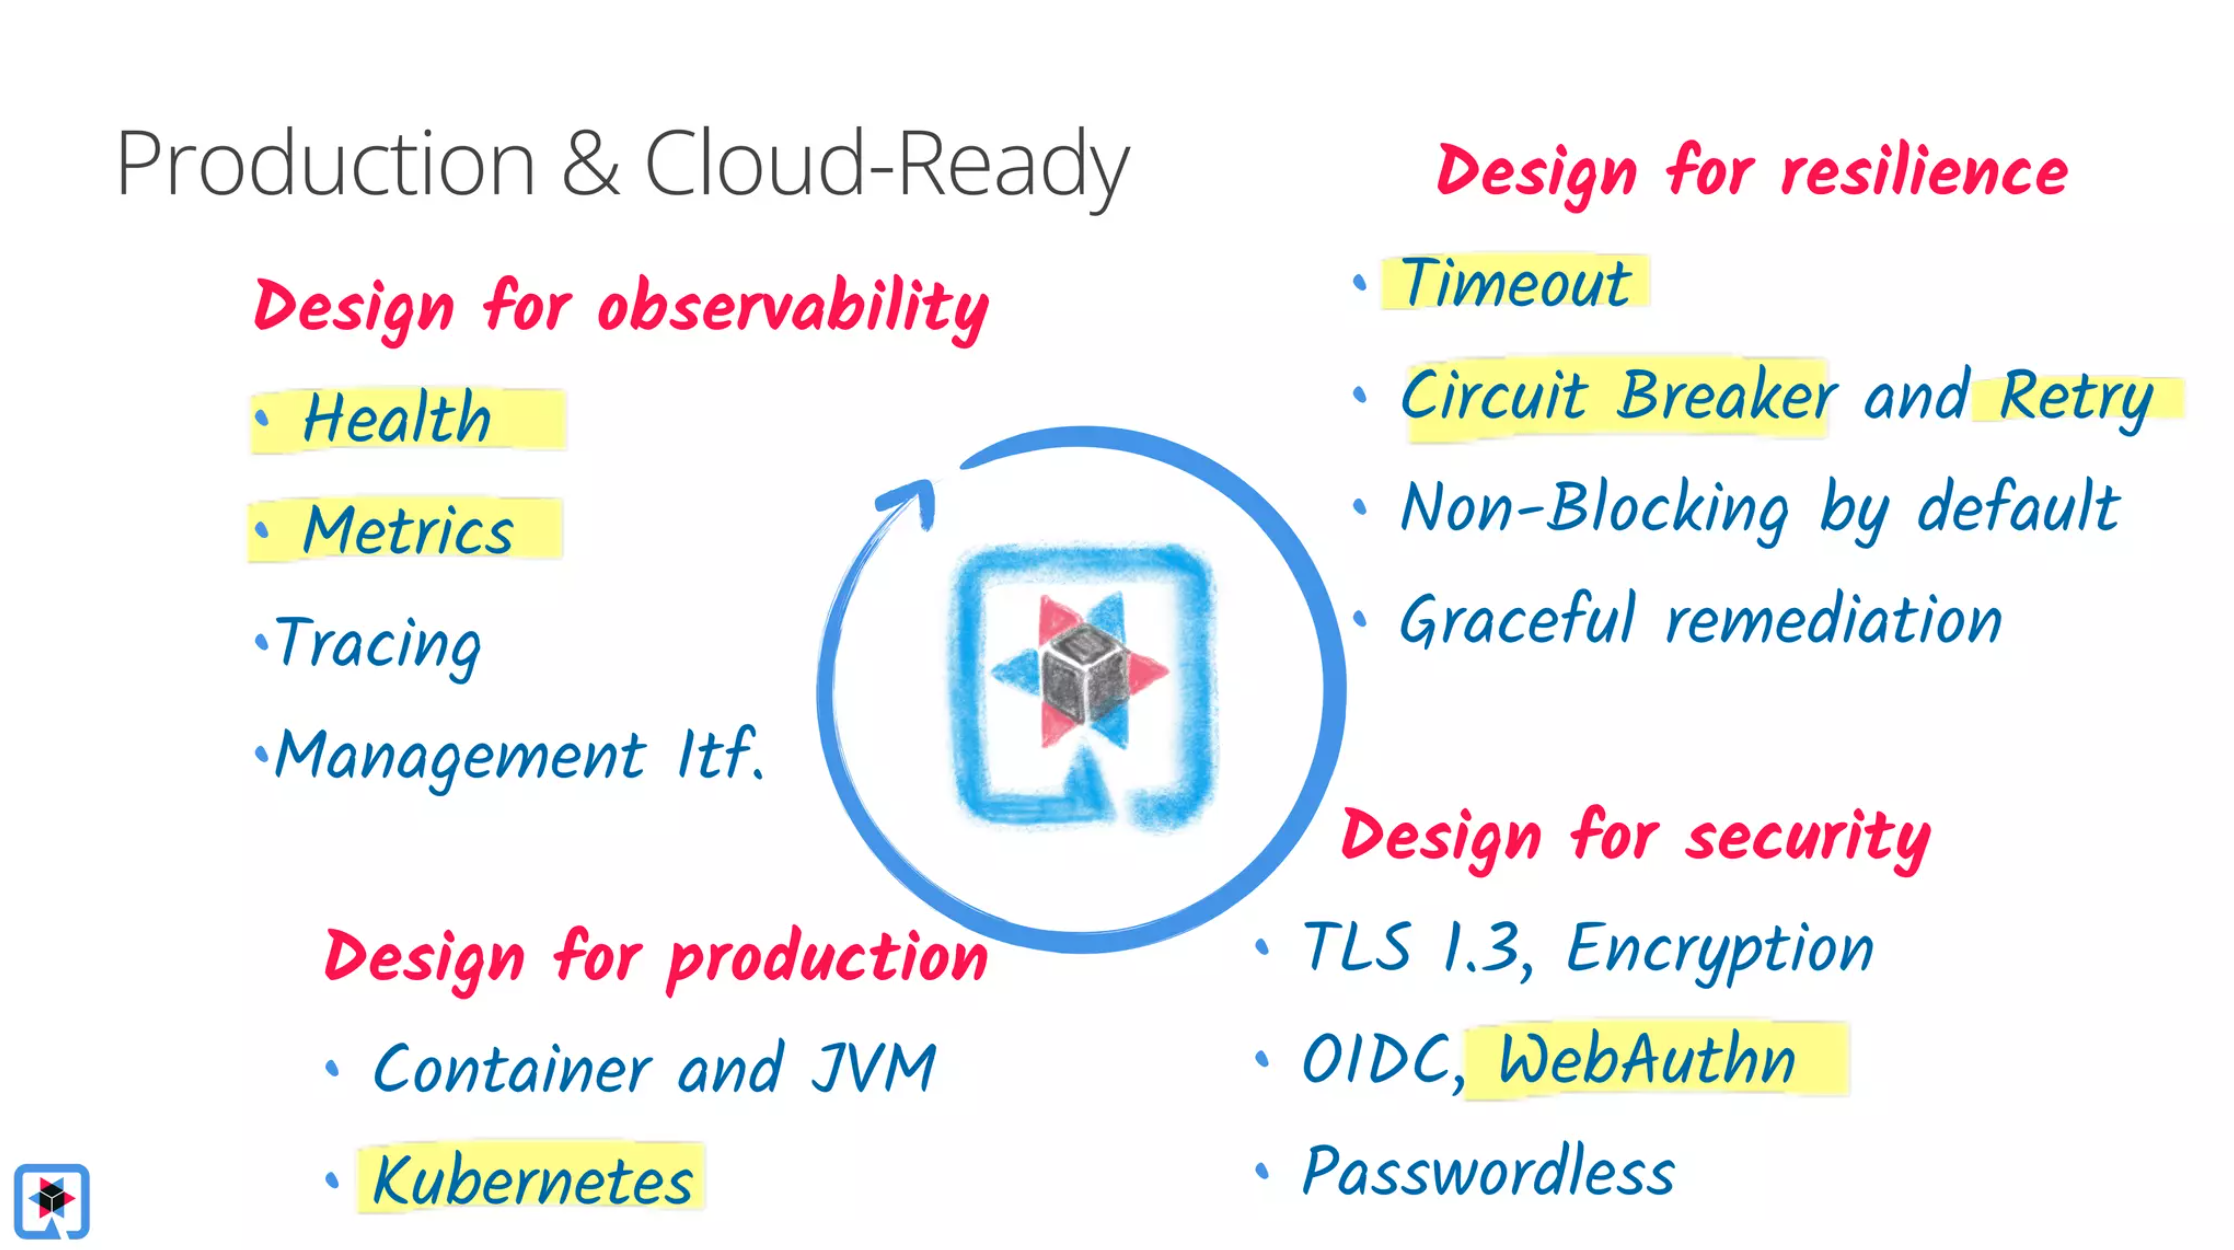 Production & Cloud-Ready
Design for observability
• Health
• Metrics
•Tracing
•Management Itf.
Design for production
• Container and JVM
• Kubernetes
Design for resilience
• Timeout
• Circuit Breaker and Retry
• Non-Blocking by default
• Graceful remediation
Design for security
• TLS 1.3, Encryption
• OIDC, WebAuthn
• Passwordless